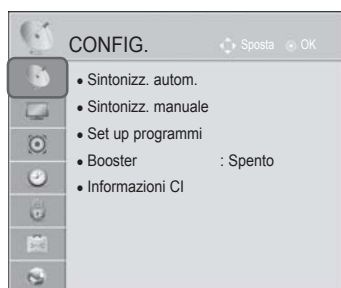 CONFIG. Sposta OK
• Sintonizz. autom.
• Sintonizz. manuale
• Set up programmi
• Booster : Spento
• Informazioni CI